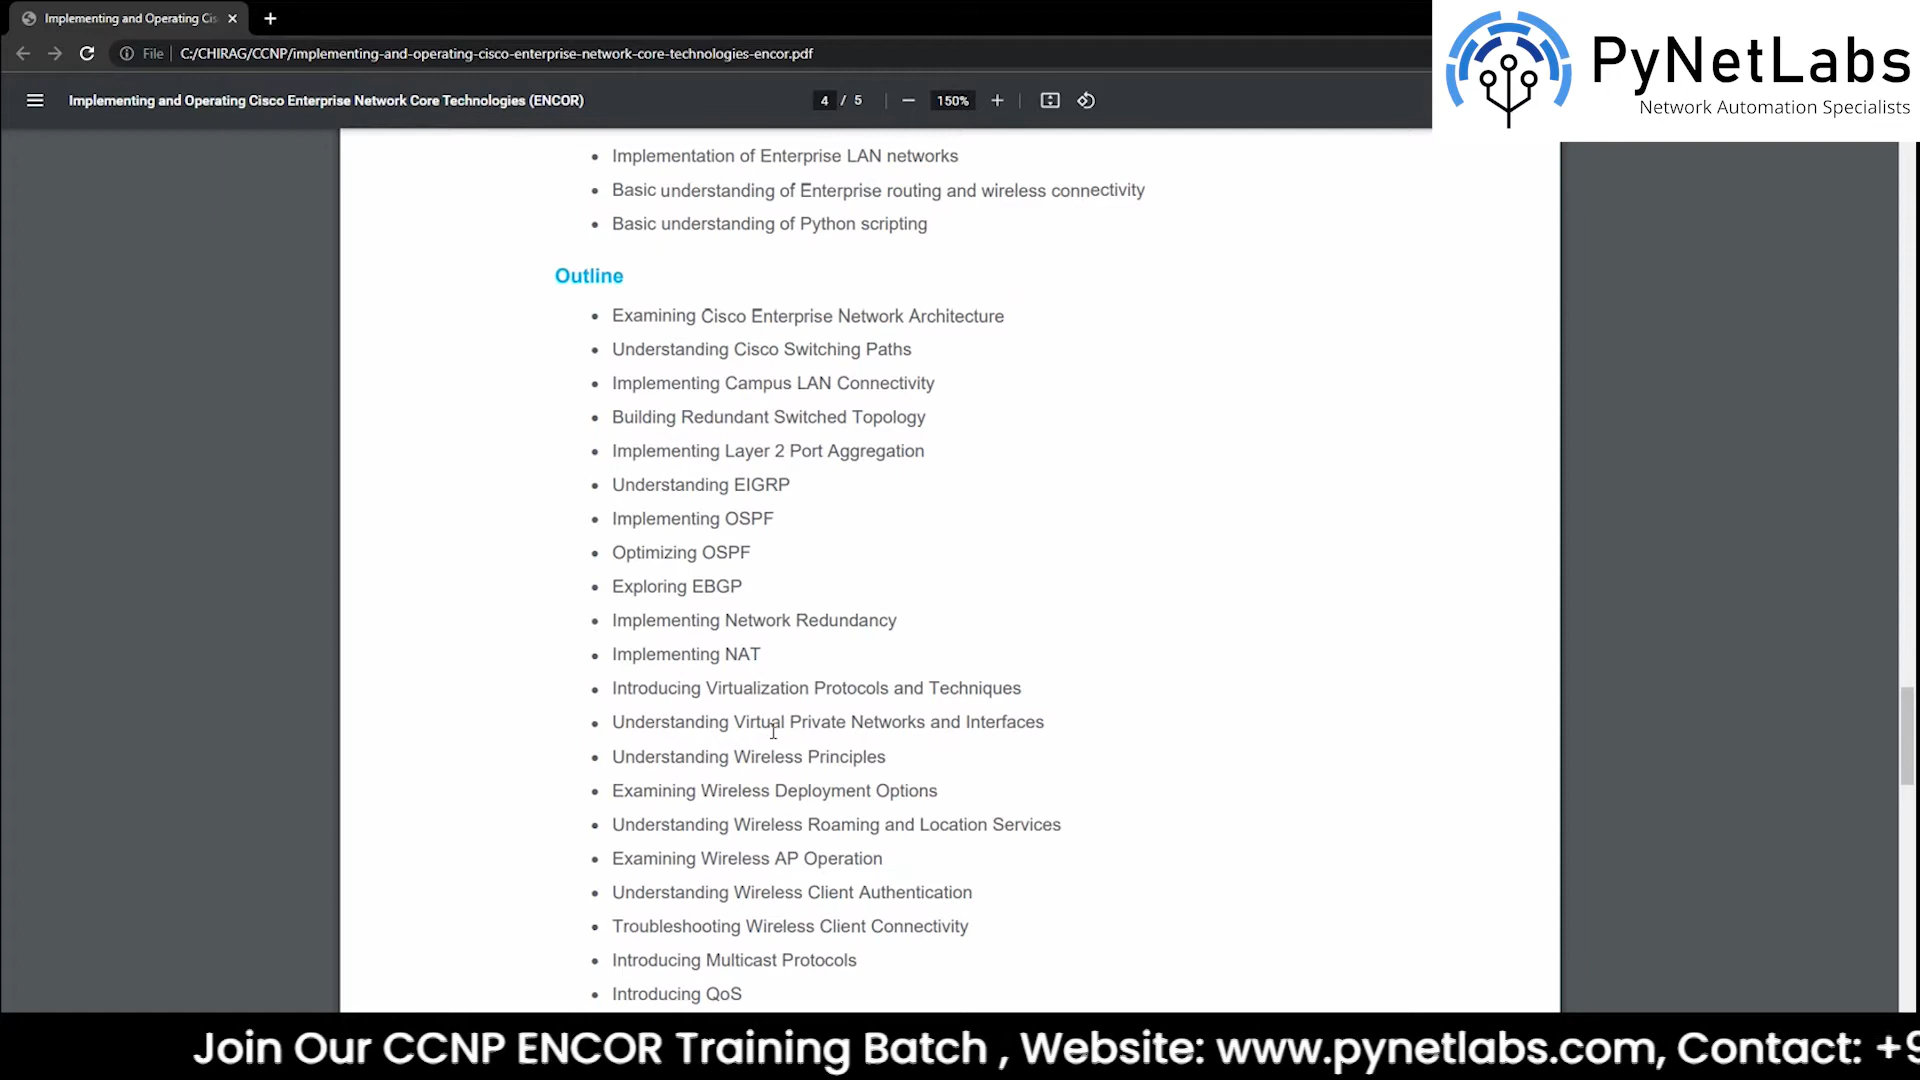 Implementing and Operating Cis
File C:/CHIRAG/CCNP/implementing-and-operating-cisco-enterprise-network-core-technologies-encor.pdf
PyNetLabs
Network Automation Specialists
Implementing and Operating Cisco Enterprise Network Core Technologies (ENCOR) 4 / 5 150%
Implementation of Enterprise LAN networks
Basic understanding of Enterprise routing and wireless connectivity
Basic understanding of Python scripting
Outline
Examining Cisco Enterprise Network Architecture
Understanding Cisco Switching Paths
Implementing Campus LAN Connectivity
Building Redundant Switched Topology
Implementing Layer 2 Port Aggregation
Understanding EIGRP
Implementing OSPF
Optimizing OSPF
Exploring EBGP
Implementing Network Redundancy
Implementing NAT
Introducing Virtualization Protocols and Techniques
Understanding Virtual Private Networks and Interfaces
Understanding Wireless Principles
Examining Wireless Deployment Options
Understanding Wireless Roaming and Location Services
Examining Wireless AP Operation
Understanding Wireless Client Authentication
Troubleshooting Wireless Client Connectivity
Introducing Multicast Protocols
Introducing QoS
Join Our CCNP ENCOR Training Batch , Website: www.pynetlabs.com, Contact: +9